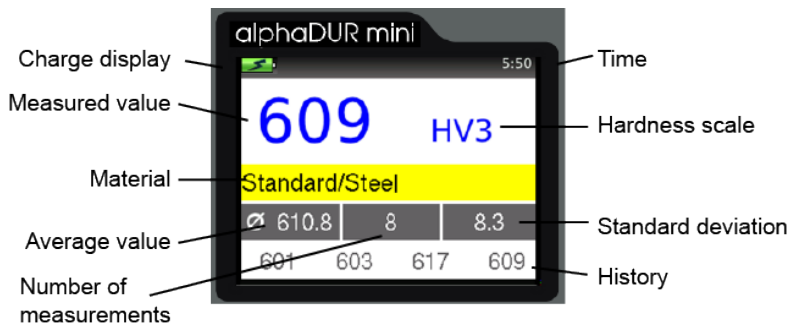 alphaDUR mini
Charge display
5:50
Time
Measured value
609
HV3
Hardness scale
Material
Standard/Steel
Average value
Ø 610.8
8
8.3
Standard deviation
601 603 617 609
History
Number of
measurements